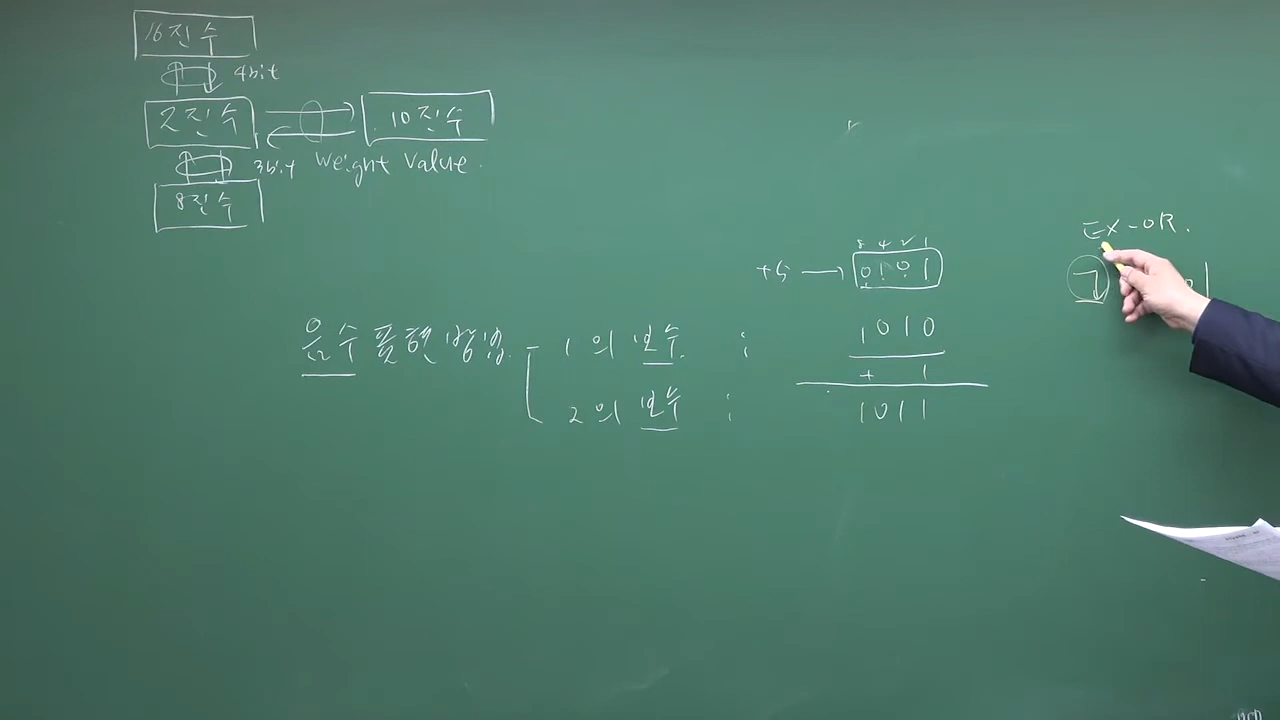 16진수
4bit
2진수
10진수
3bit
Weight Value.
8진수
8 4 2 1
+5 → 0101
EX-OR.
음수 표현 방법 - 1의 보수 ; 1010
+ 1
2의 보수 ; 1011